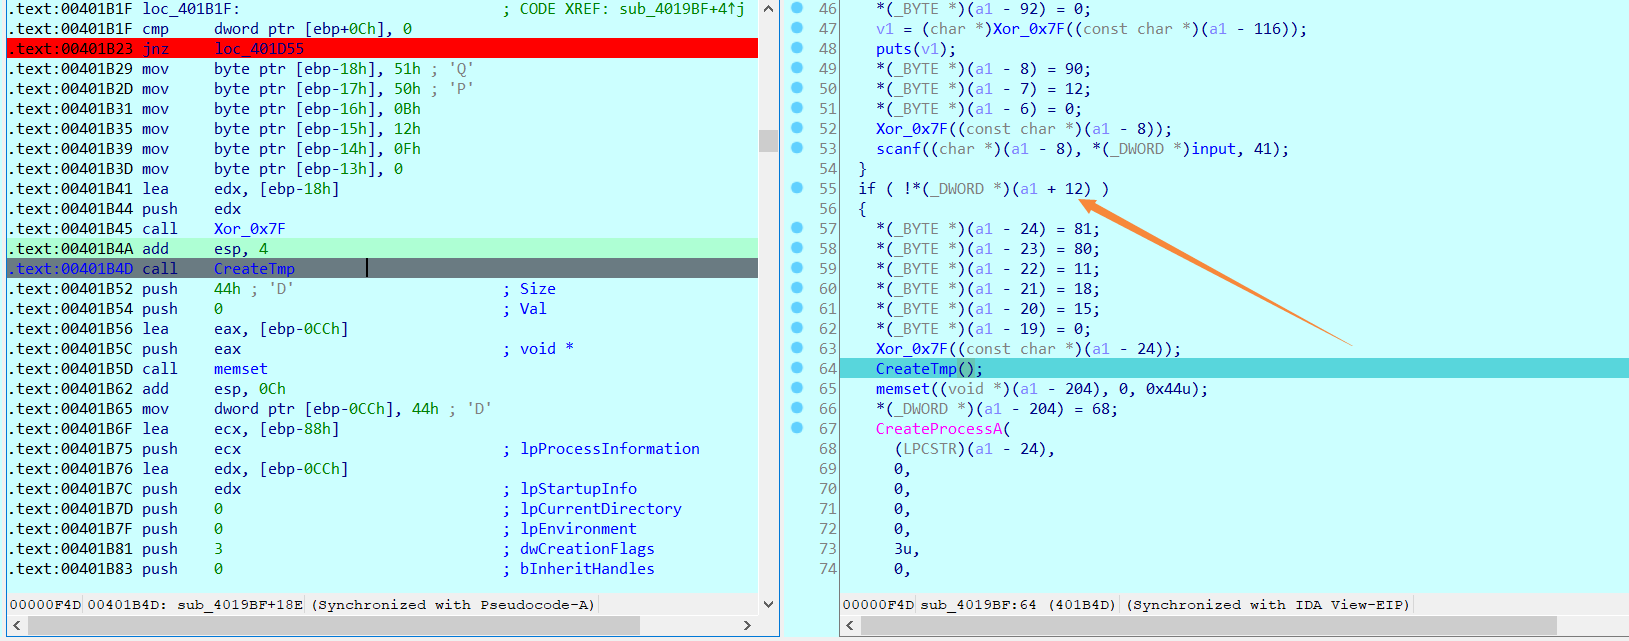 .text:00401B1F loc_401B1F: ; CODE XREF: sub_4019BF+4↑j
.text:00401B1F cmp dword ptr [ebp+0Ch], 0
.text:00401B23 jnz loc_401D55
.text:00401B29 mov byte ptr [ebp-18h], 51h ; 'Q'
.text:00401B2D mov byte ptr [ebp-17h], 50h ; 'P'
.text:00401B31 mov byte ptr [ebp-16h], 0Bh
.text:00401B35 mov byte ptr [ebp-15h], 12h
.text:00401B39 mov byte ptr [ebp-14h], 0Fh
.text:00401B3D mov byte ptr [ebp-13h], 0
.text:00401B41 lea edx, [ebp-18h]
.text:00401B44 push edx
.text:00401B45 call Xor_0x7F
.text:00401B4A add esp, 4
.text:00401B4D call CreateTmp
.text:00401B52 push 44h ; 'D' ; Size
.text:00401B54 push 0 ; Val
.text:00401B56 lea eax, [ebp-0CCh]
.text:00401B5C push eax ; void *
.text:00401B5D call memset
.text:00401B62 add esp, 0Ch
.text:00401B65 mov dword ptr [ebp-0CCh], 44h ; 'D'
.text:00401B6F lea ecx, [ebp-88h]
.text:00401B75 push ecx ; lpProcessInformation
.text:00401B76 lea edx, [ebp-0CCh]
.text:00401B7C push edx ; lpStartupInfo
.text:00401B7D push 0 ; lpCurrentDirectory
.text:00401B7F push 0 ; lpEnvironment
.text:00401B81 push 3 ; dwCreationFlags
.text:00401B83 push 0 ; bInheritHandles
00000F4D 00401B4D: sub_4019BF+18E (Synchronized with Pseudocode-A)
46 *(_BYTE *)(a1 - 92) = 0;
47 v1 = (char *)Xor_0x7F((const char *)(a1 - 116));
48 puts(v1);
49 *(_BYTE *)(a1 - 8) = 90;
50 *(_BYTE *)(a1 - 7) = 12;
51 *(_BYTE *)(a1 - 6) = 0;
52 Xor_0x7F((const char *)(a1 - 8));
53 scanf((char *)(a1 - 8), *(_DWORD *)input, 41);
54 }
55 if ( !*(_DWORD *)(a1 + 12) )
56 {
57 *(_BYTE *)(a1 - 24) = 81;
58 *(_BYTE *)(a1 - 23) = 80;
59 *(_BYTE *)(a1 - 22) = 11;
60 *(_BYTE *)(a1 - 21) = 18;
61 *(_BYTE *)(a1 - 20) = 15;
62 *(_BYTE *)(a1 - 19) = 0;
63 Xor_0x7F((const char *)(a1 - 24));
64 CreateTmp();
65 memset((void *)(a1 - 204), 0, 0x44u);
66 *(_DWORD *)(a1 - 204) = 68;
67 CreateProcessA(
68 (LPCSTR)(a1 - 24),
69 0,
70 0,
71 0,
72 0,
73 3u,
74 0,
00000F4D sub_4019BF:64 (401B4D) (Synchronized with IDA View-EIP)